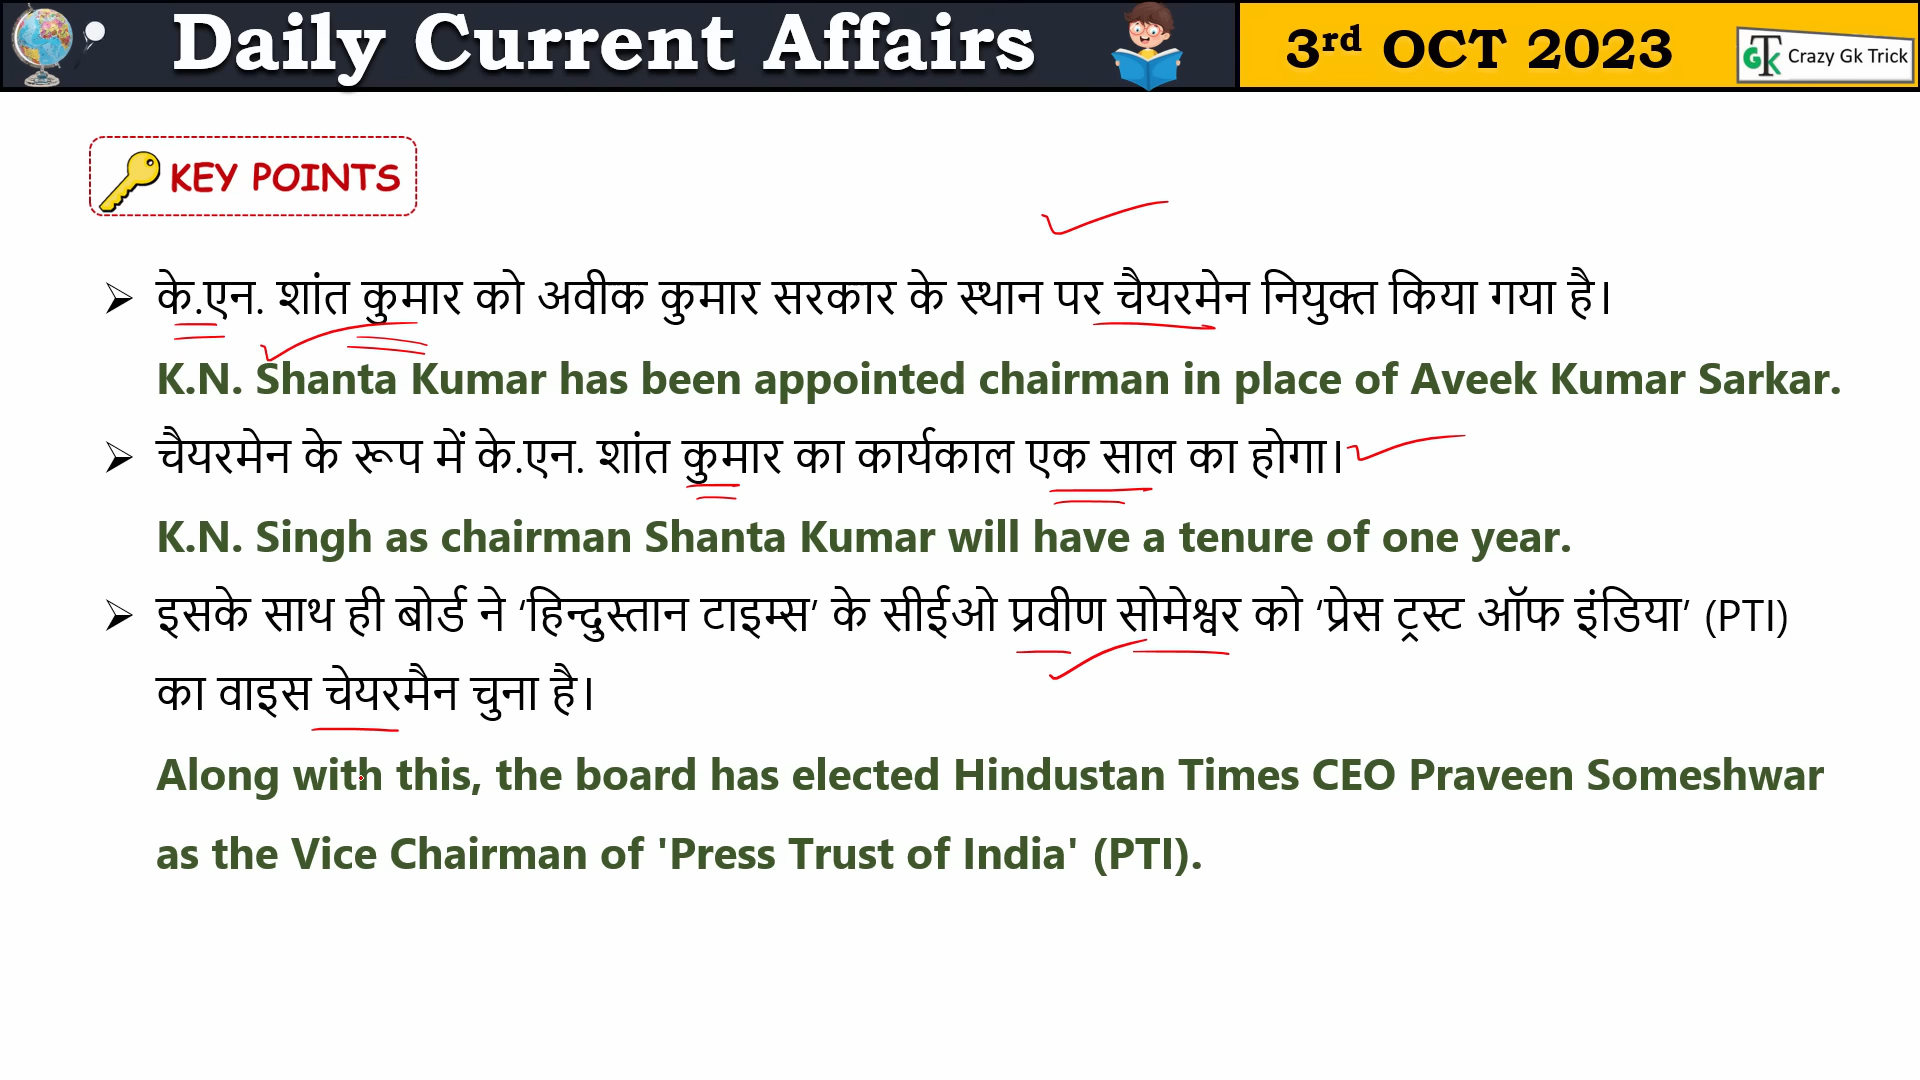 Daily Current Affairs
3rd OCT 2023
GTK Crazy Gk Trick
KEY POINTS
के.एन. शांत कुमार को अवीक कुमार सरकार के स्थान पर चैयरमेन नियुक्त किया गया है।
K.N. Shanta Kumar has been appointed chairman in place of Aveek Kumar Sarkar.
चैयरमेन के रूप में के.एन. शांत कुमार का कार्यकाल एक साल का होगा।
K.N. Singh as chairman Shanta Kumar will have a tenure of one year.
इसके साथ ही बोर्ड ने ‘हिन्दुस्तान टाइम्स’ के सीईओ प्रवीण सोमेश्वर को ‘प्रेस ट्रस्ट ऑफ इंडिया’ (PTI)
का वाइस चेयरमैन चुना है।
Along with this, the board has elected Hindustan Times CEO Praveen Someshwar
as the Vice Chairman of 'Press Trust of India' (PTI).